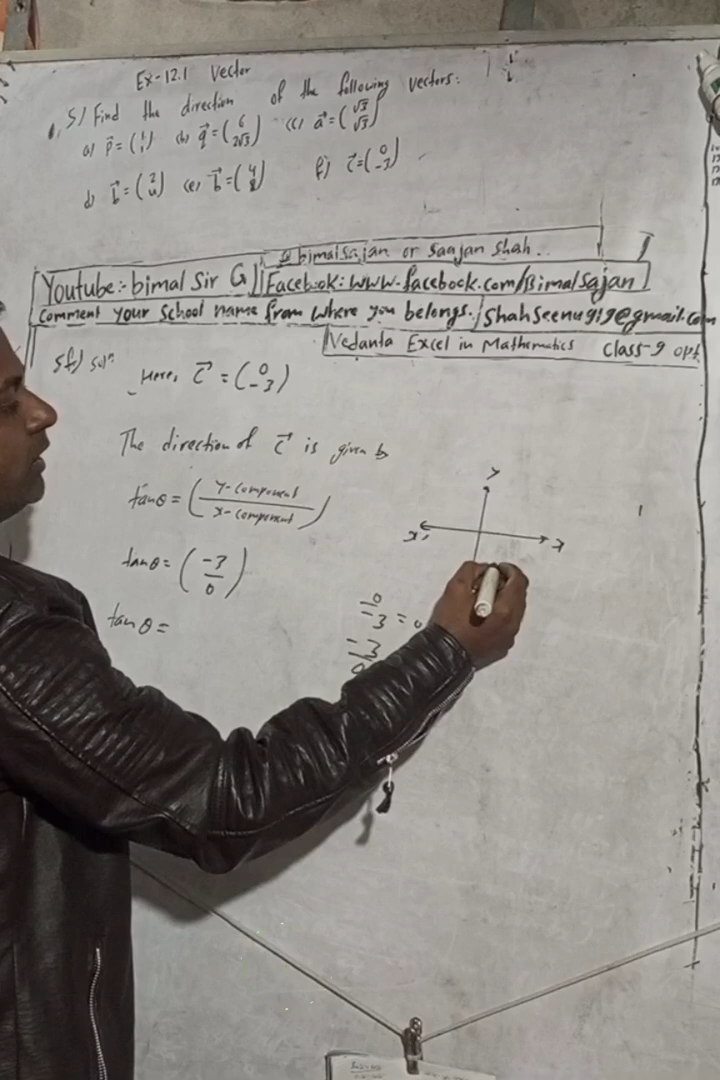 Ex-12.1 Vector
5) Find the direction of the following vectors:
a) p⃗ = (1 1) (b) q⃗ = (6 2√3) (c) a⃗ = (√3 √3)
d) b⃗ = (2 4) (e) b⃗ = (4 f) c⃗ = (0 -3)
bimalsajan or saajan shah..
Youtube:- bimal Sir G Facebook: www.facebook.com/Bimalsajan
Comment your School name from where you belongs. shahseenu919@gmail.com
Vedanta Excel in Mathematics Class-9 opt
5f) solⁿ
Here, c⃗ = (0 -3)
The direction of c⃗ is given by
tanθ = (y-component / x-component)
tanθ = (-3 / 0)
tanθ =
0 / -3 = 0
-3 / 0
y
x' x